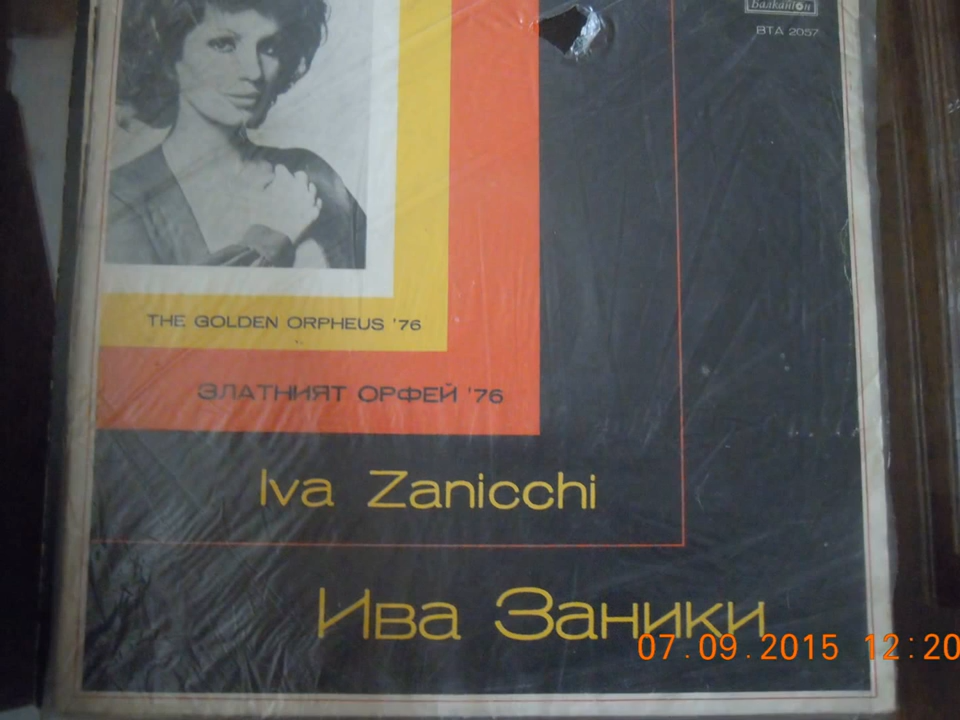 Балкантон
ВТА 2057
THE GOLDEN ORPHEUS '76
ЗЛАТНИЯТ ОРФЕЙ '76
Iva Zanicchi
Ива Заники
07.09.2015 12:20